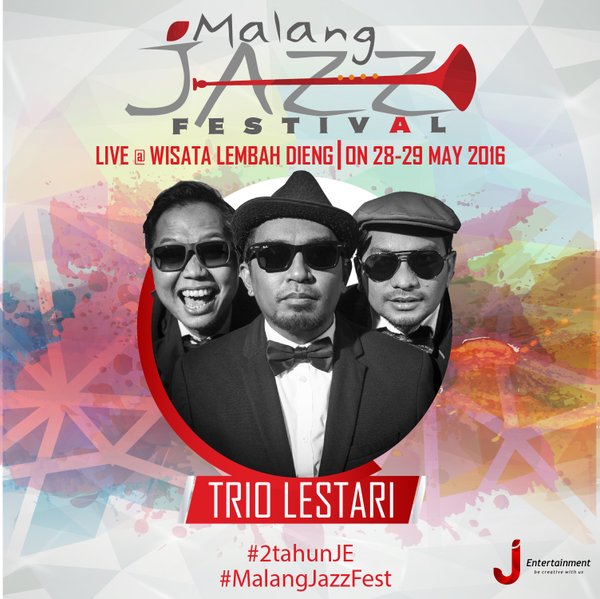 Malang
JAZZ
FESTIVAL
LIVE @ WISATA LEMBAH DIENG | ON 28-29 MAY 2016
TRIO LESTARI
#2tahunJE
#MalangJazzFest
J Entertainment
be creative with us